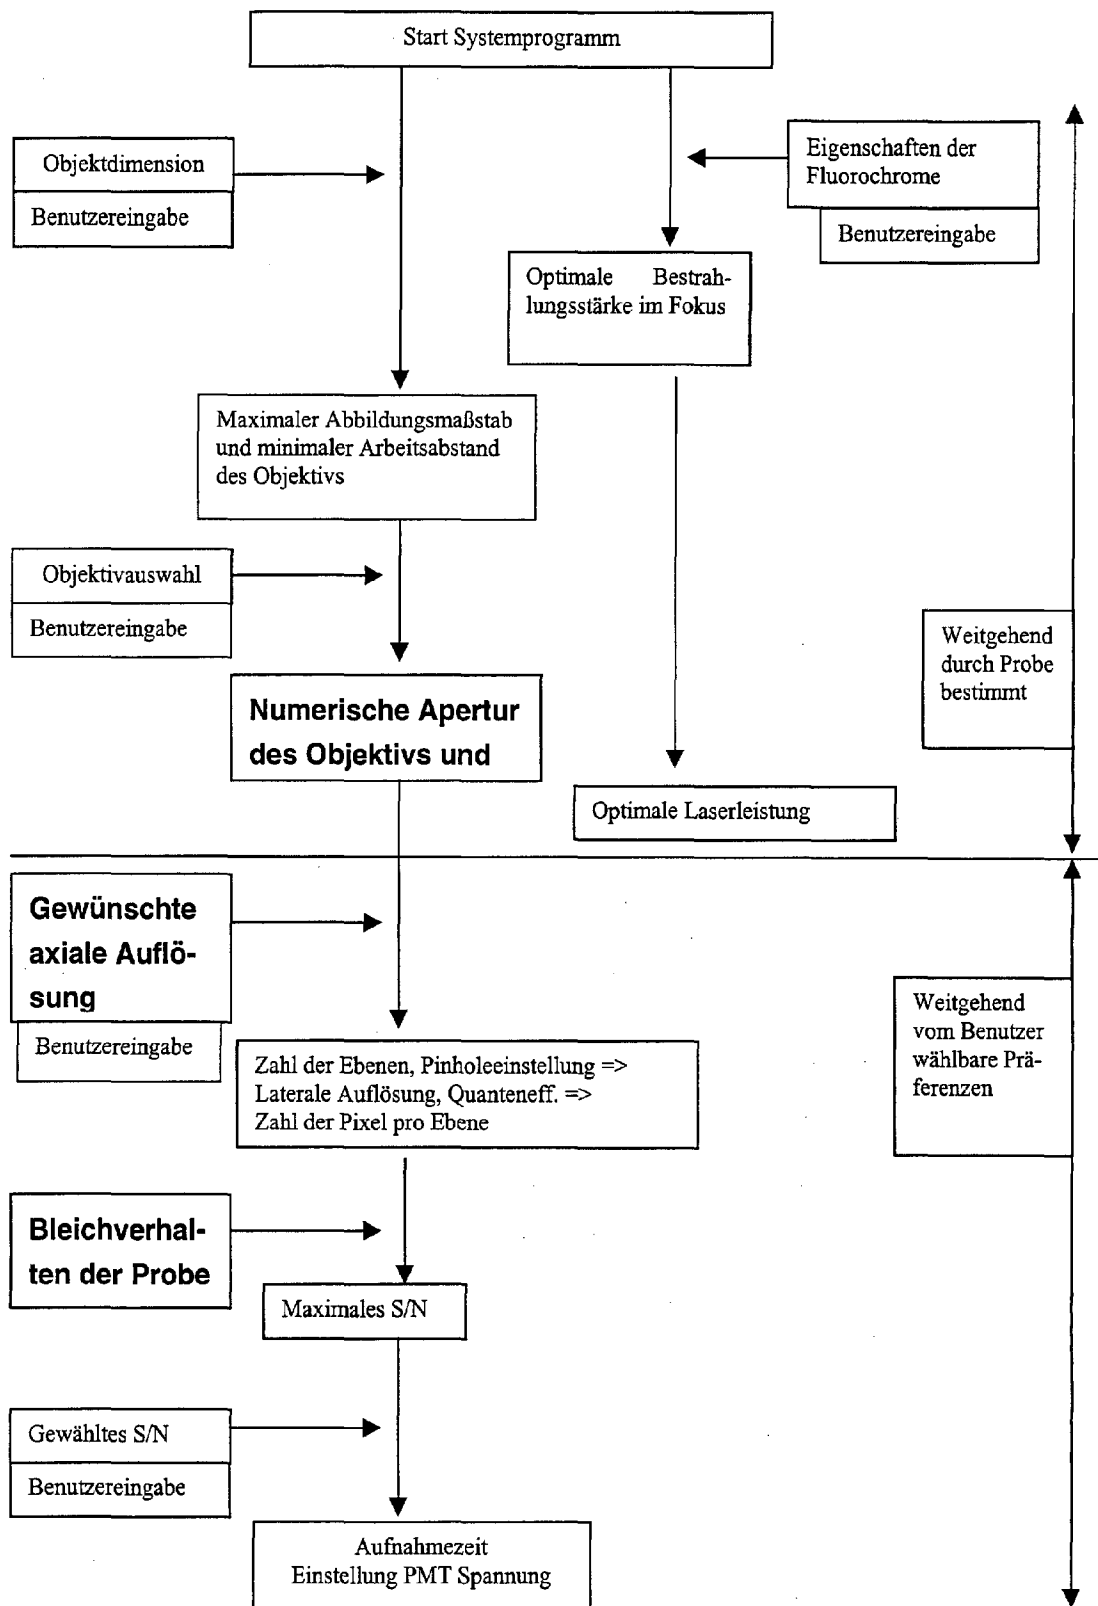 Start Systemprogramm
Objektdimension
Benutzereingabe
Eigenschaften der
Fluorochrome
Benutzereingabe
Optimale Bestrah-
lungsstärke im Fokus
Maximaler Abbildungsmaßstab
und minimaler Arbeitsabstand
des Objektivs
Objektivauswahl
Benutzereingabe
Weitgehend
durch Probe
bestimmt
Numerische Apertur
des Objektivs und
Optimale Laserleistung
Gewünschte
axiale Auflö-
sung
Benutzereingabe
Weitgehend
vom Benutzer
wählbare Prä-
ferenzen
Zahl der Ebenen, Pinholeeinstellung =>
Laterale Auflösung, Quanteneff. =>
Zahl der Pixel pro Ebene
Bleichverhal-
ten der Probe
Maximales S/N
Gewähltes S/N
Benutzereingabe
Aufnahmezeit
Einstellung PMT Spannung